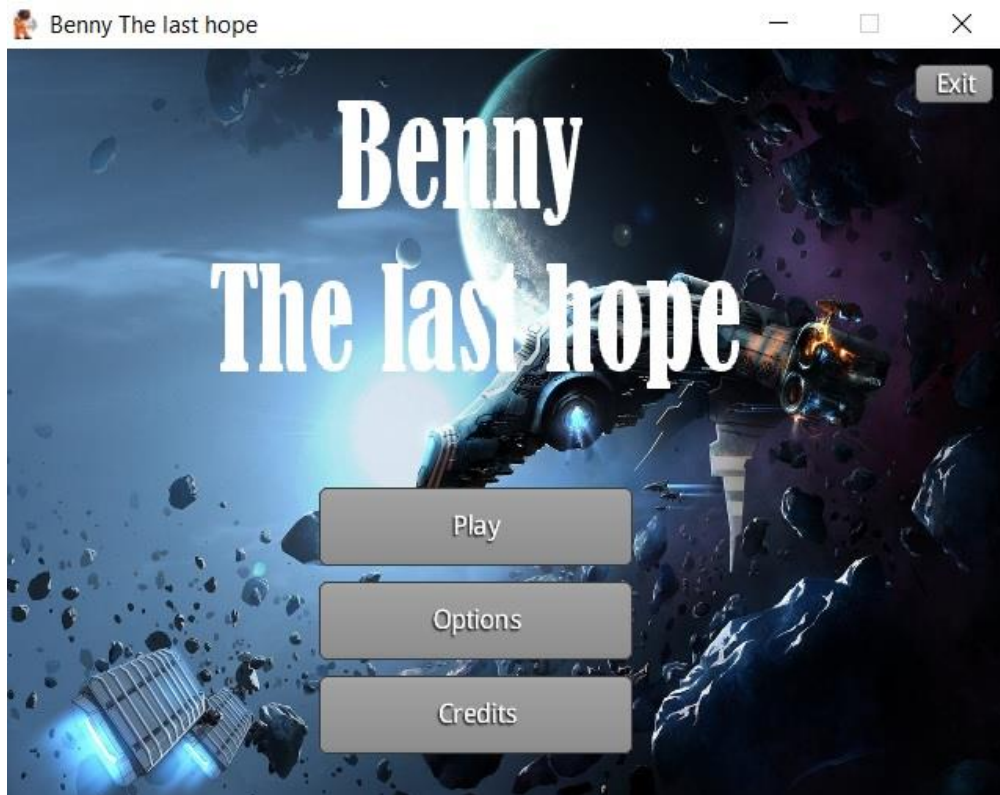 Benny The last hope
Exit
Benny
The last hope
Play
Options
Credits